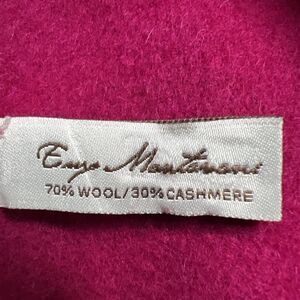 Enzo Mantovani
70% WOOL/30% CASHMERE